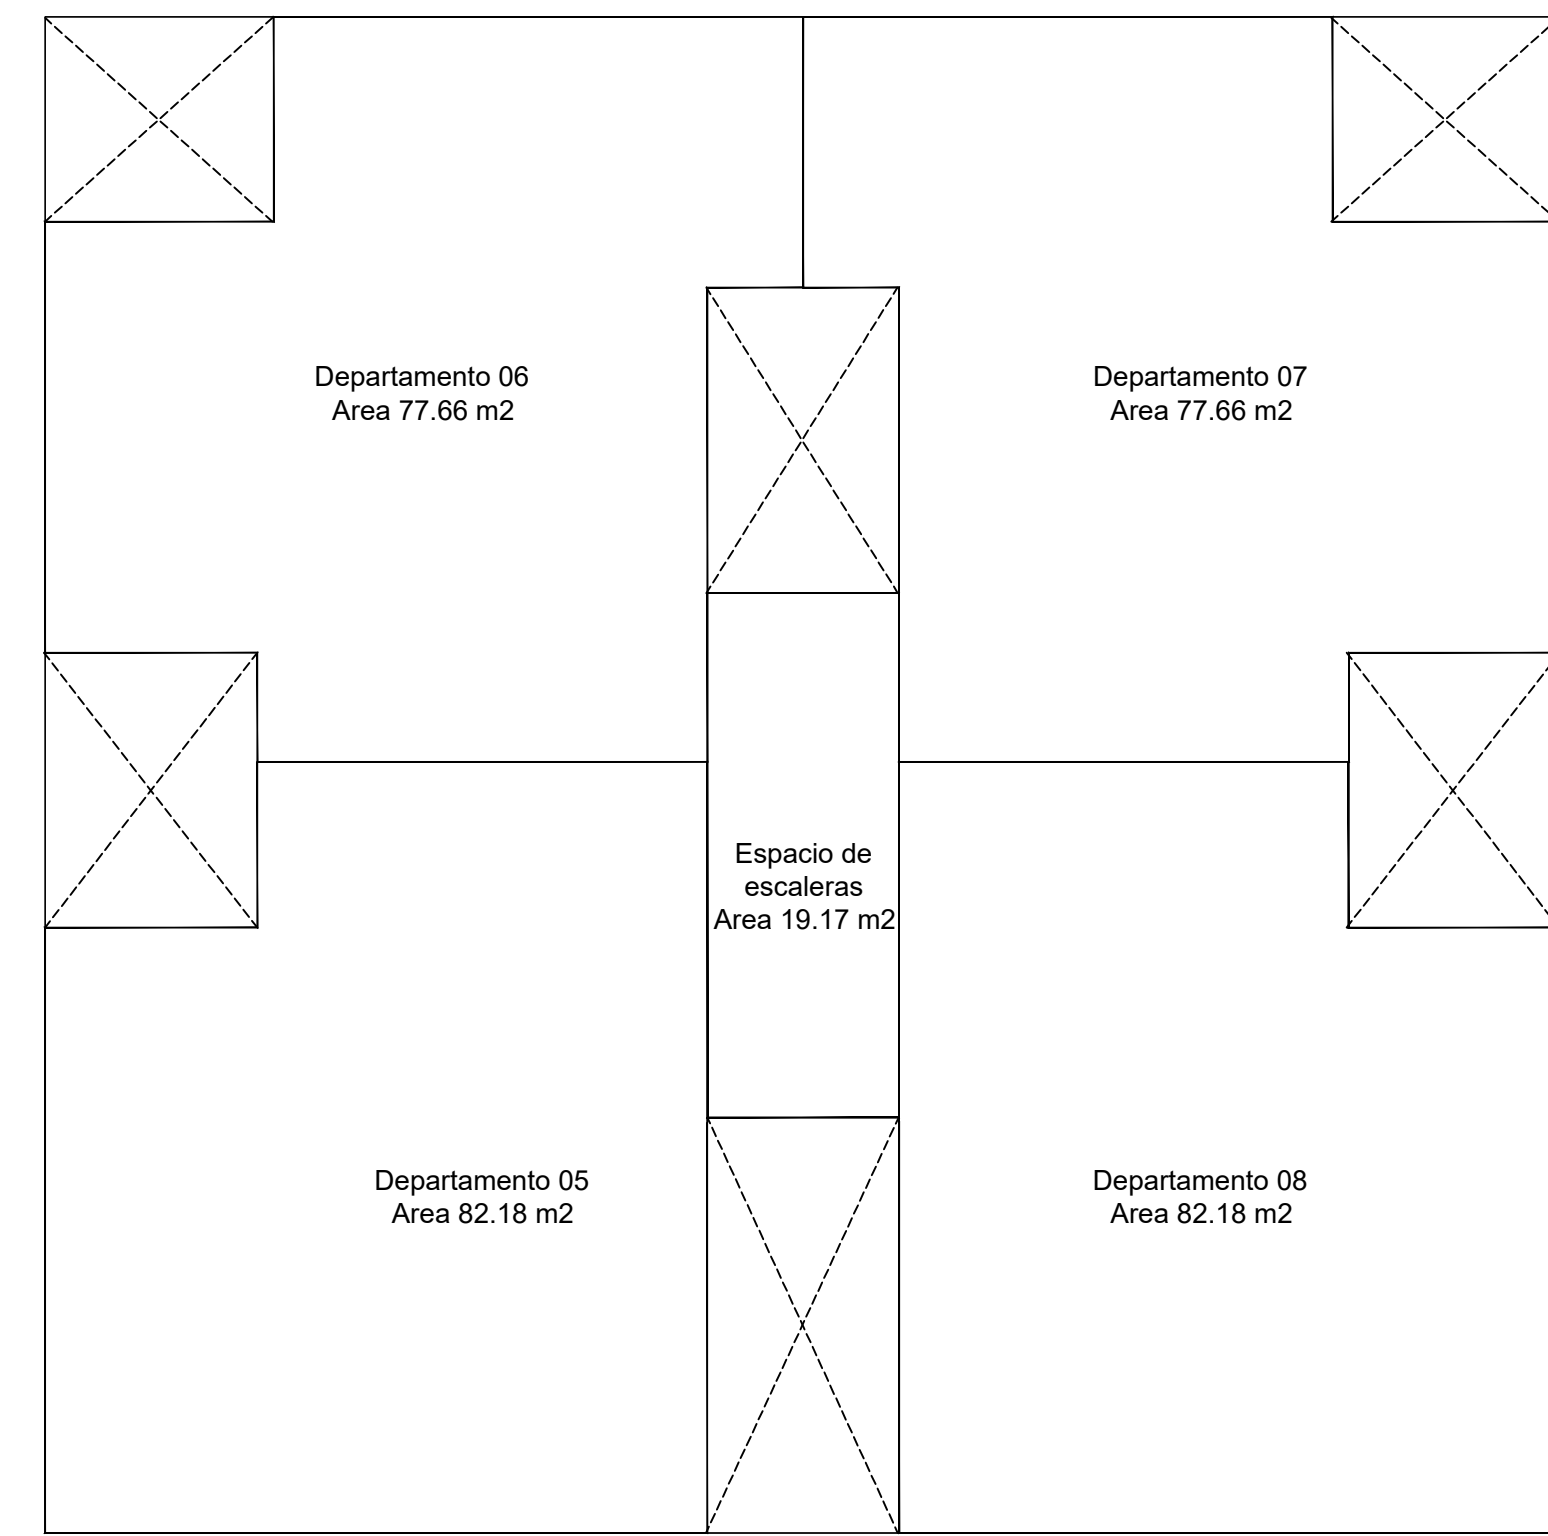 Departamento 06
Area 77.66 m2
Departamento 07
Area 77.66 m2
Espacio de
escaleras
Area 19.17 m2
Departamento 05
Area 82.18 m2
Departamento 08
Area 82.18 m2